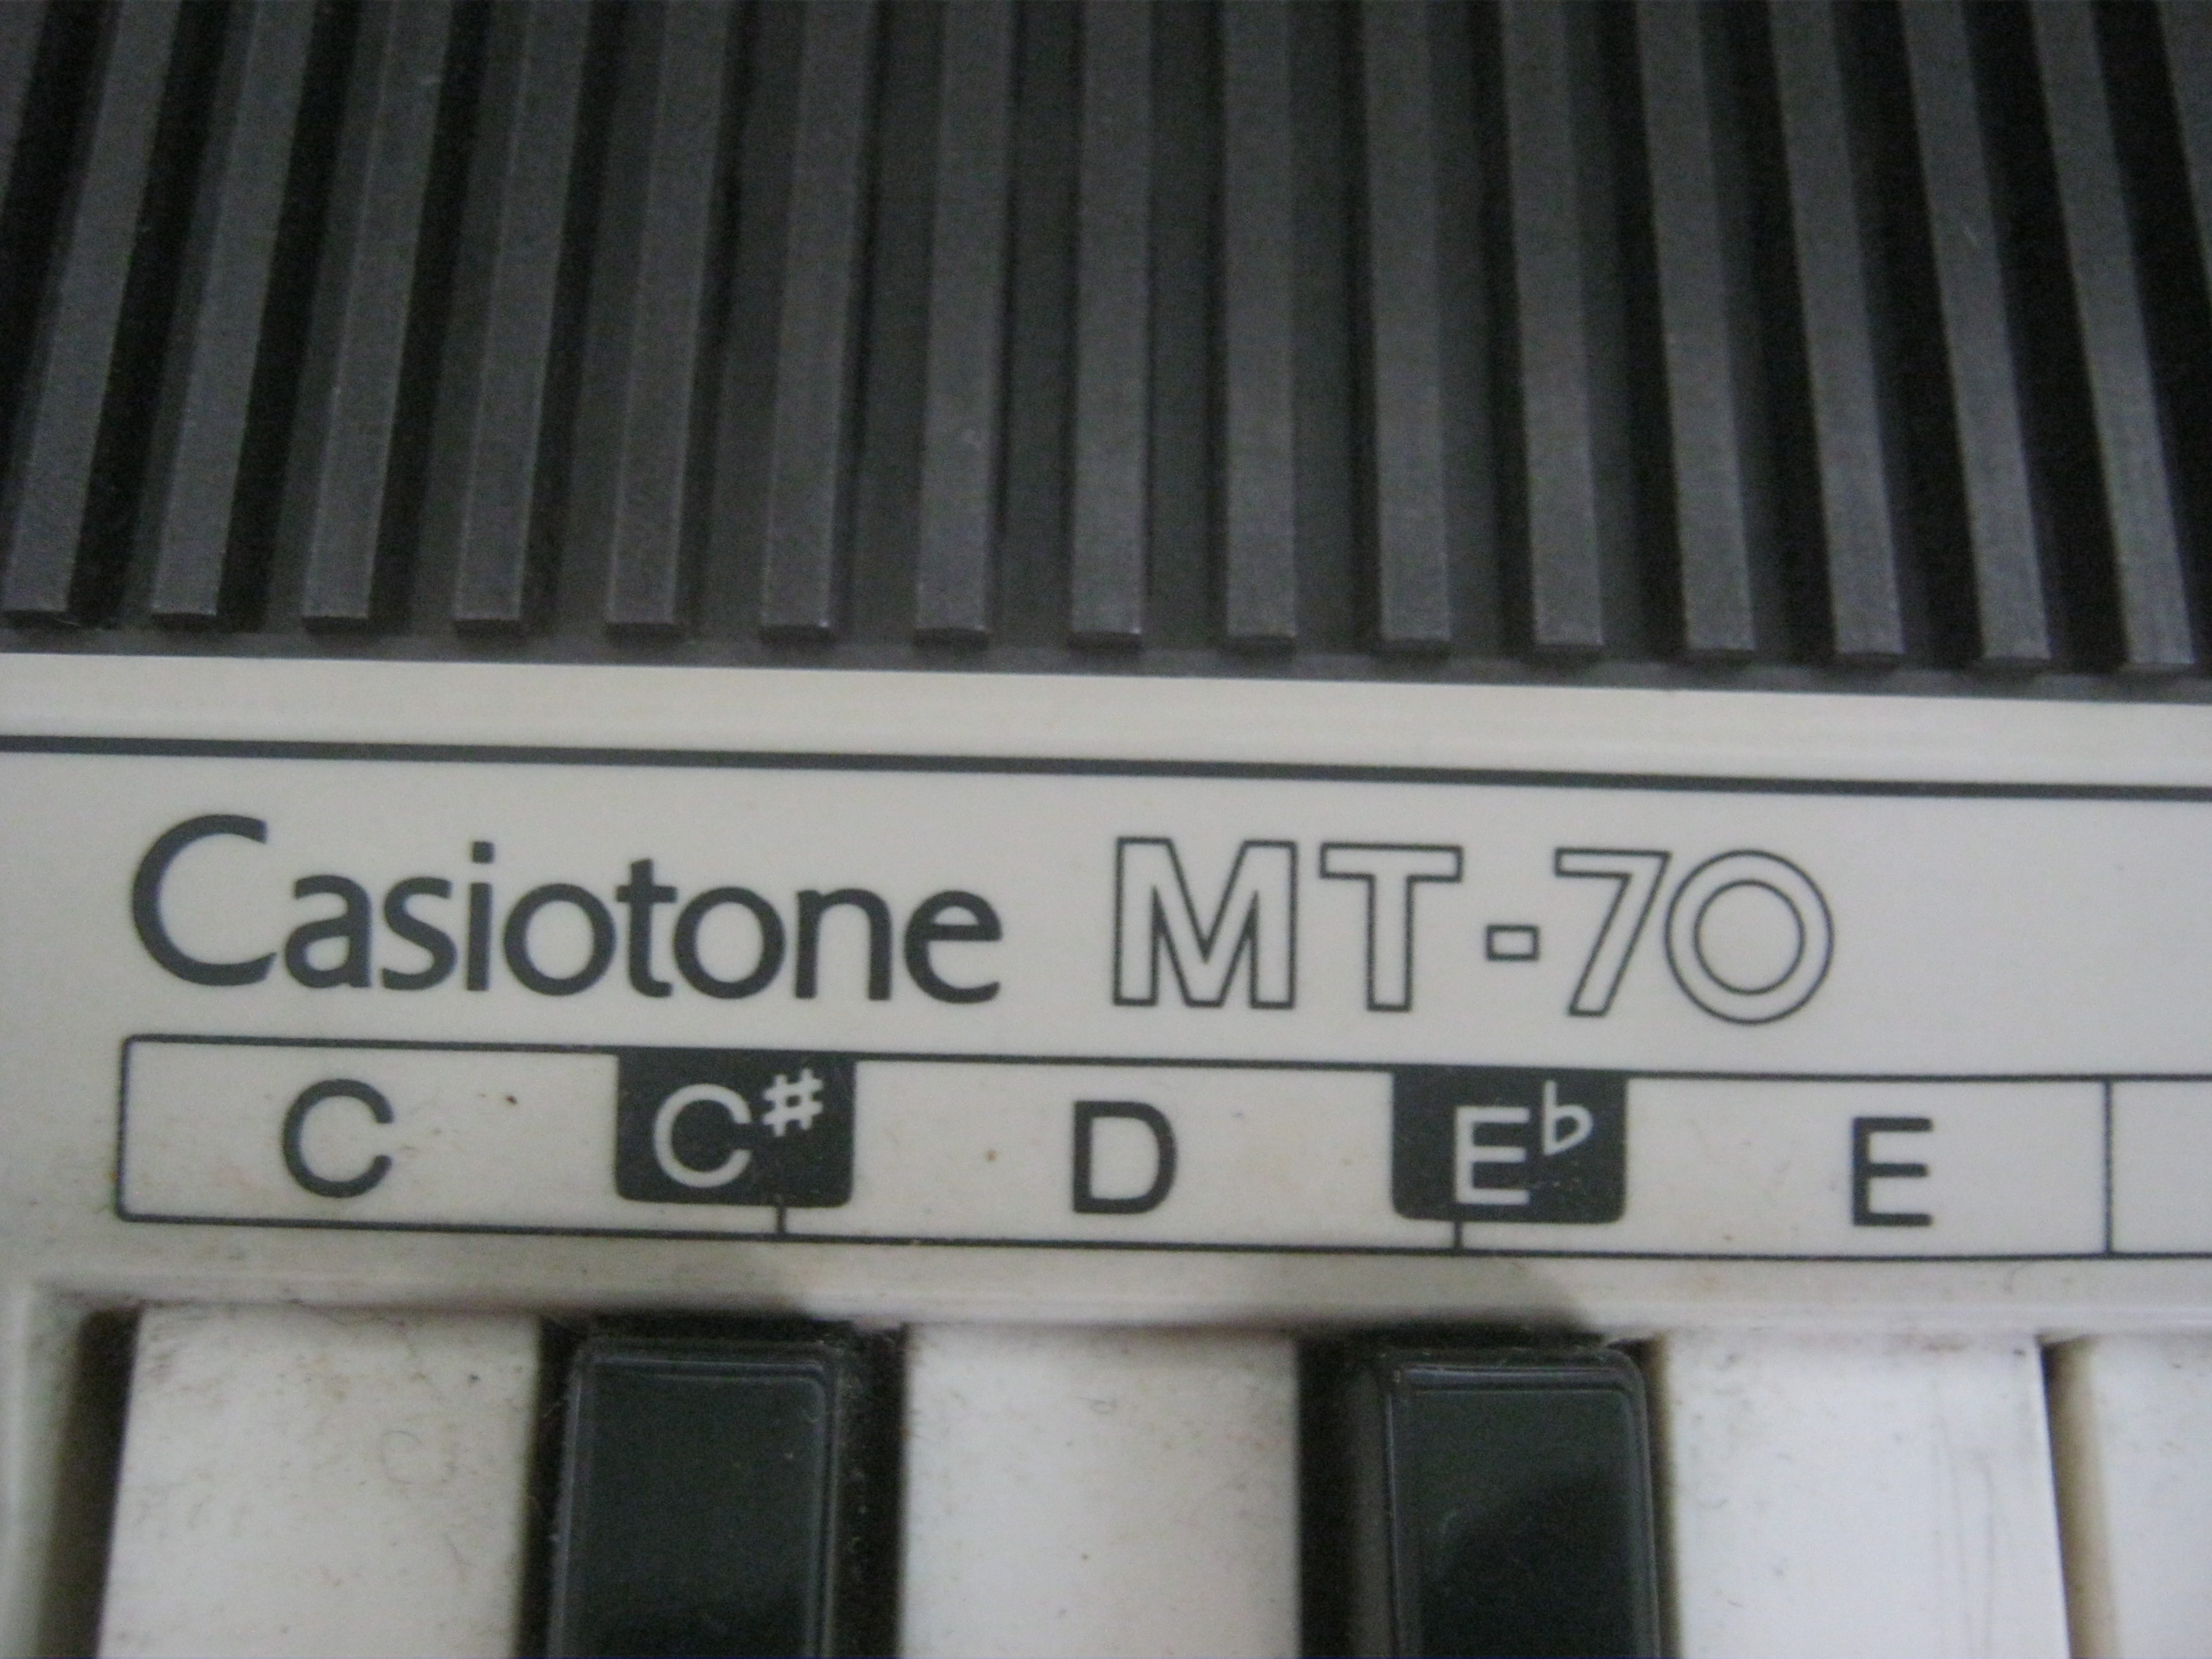 Casiotone MT-70
C C♯ D E♭ E